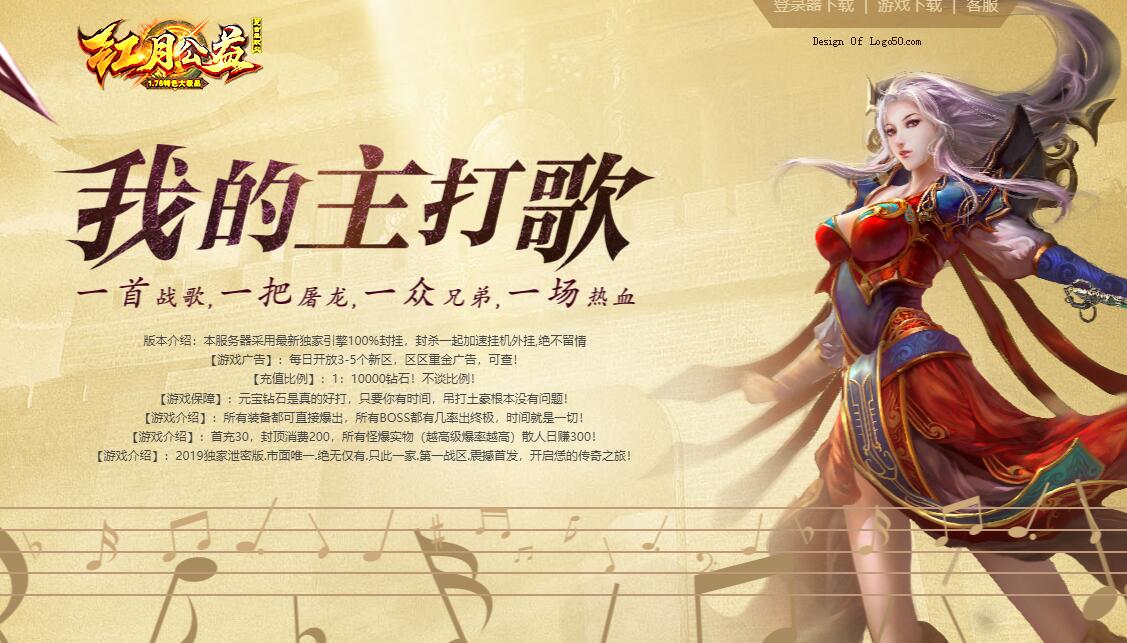 登录器下载 | 游戏下载 | 客服
Design Of Logo50.com
红月公益
1.76特色大极品
我的主打歌
一首战歌,一把屠龙,一众兄弟,一场热血
版本介绍：本服务器采用最新独家引擎100%封挂，封杀一起加速挂机外挂,绝不留情
【游戏广告】：每日开放3-5个新区，区区重金广告，可查！
【充值比例】：1：10000钻石！不谈比例！
【游戏保障】：元宝钻石是真的好打，只要你有时间，吊打土豪根本没有问题！
【游戏介绍】：所有装备都可直接爆出，所有BOSS都有几率出终极，时间就是一切！
【游戏介绍】：首充30，封顶消费200，所有怪爆实物（越高级爆率越高）散人日赚300！
【游戏介绍】：2019独家泄密版.市面唯一.绝无仅有.只此一家.第一战区.震撼首发，开启恁的传奇之旅！